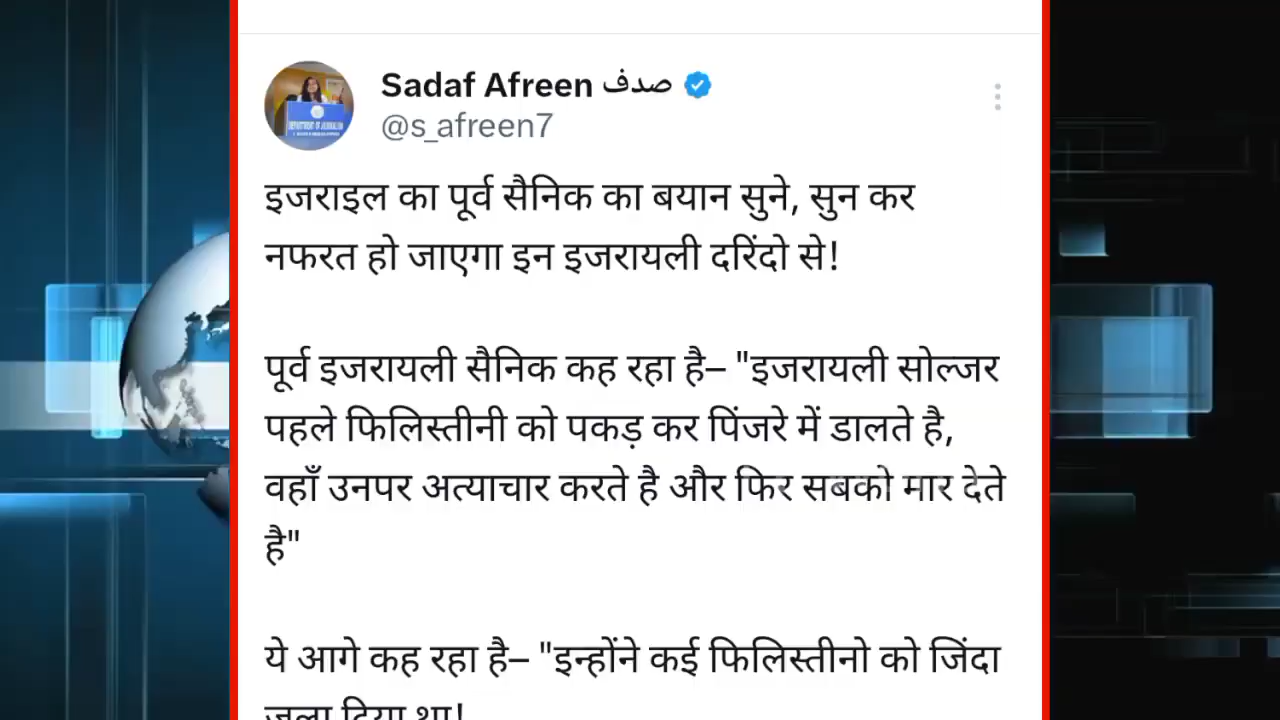 Sadaf Afreen صدف
@s_afreen7
इजराइल का पूर्व सैनिक का बयान सुने, सुन कर
नफरत हो जाएगा इन इजरायली दरिंदो से!
पूर्व इजरायली सैनिक कह रहा है– "इजरायली सोल्जर
पहले फिलिस्तीनी को पकड़ कर पिंजरे में डालते है,
वहाँ उनपर अत्याचार करते है और फिर सबको मार देते
है"
ये आगे कह रहा है– "इन्होंने कई फिलिस्तीनो को जिंदा
जला दिया था!